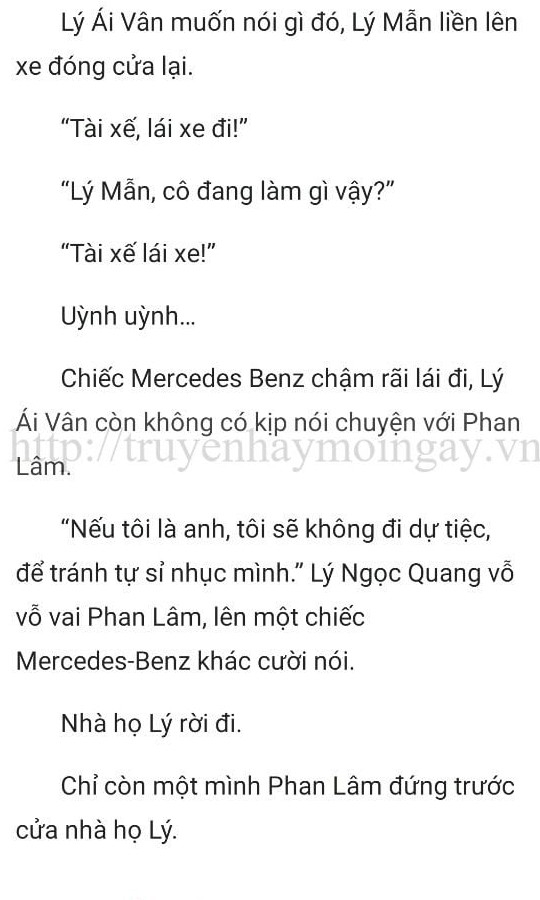 Lý Ái Vân muốn nói gì đó, Lý Mẫn liền lên
xe đóng cửa lại.
“Tài xế, lái xe đi!”
“Lý Mẫn, cô đang làm gì vậy?”
“Tài xế lái xe!”
Uỳnh uỳnh...
Chiếc Mercedes Benz chậm rãi lái đi, Lý
Ái Vân còn không có kịp nói chuyện với Phan
http://truyenhaymoingay.vn
Lâm.
“Nếu tôi là anh, tôi sẽ không đi dự tiệc,
để tránh tự sỉ nhục mình.” Lý Ngọc Quang vỗ
vỗ vai Phan Lâm, lên một chiếc
Mercedes-Benz khác cười nói.
Nhà họ Lý rời đi.
Chỉ còn một mình Phan Lâm đứng trước
cửa nhà họ Lý.